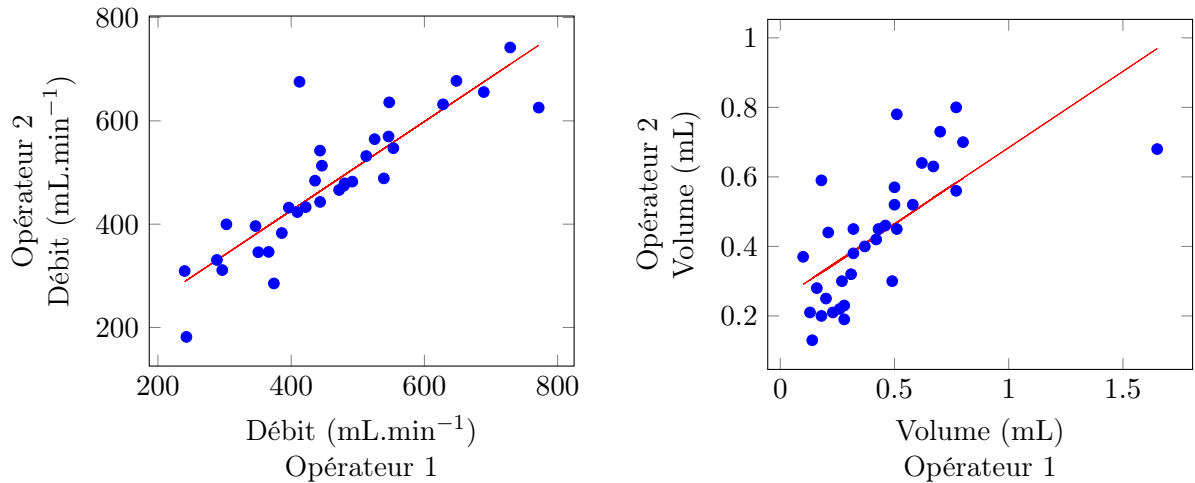 800
600
400
200
200
400
600
800
Opérateur 2
Débit (mL.min⁻¹)
Débit (mL.min⁻¹)
Opérateur 1
1
0.8
0.6
0.4
0.2
0
0.5
1
1.5
Opérateur 2
Volume (mL)
Volume (mL)
Opérateur 1